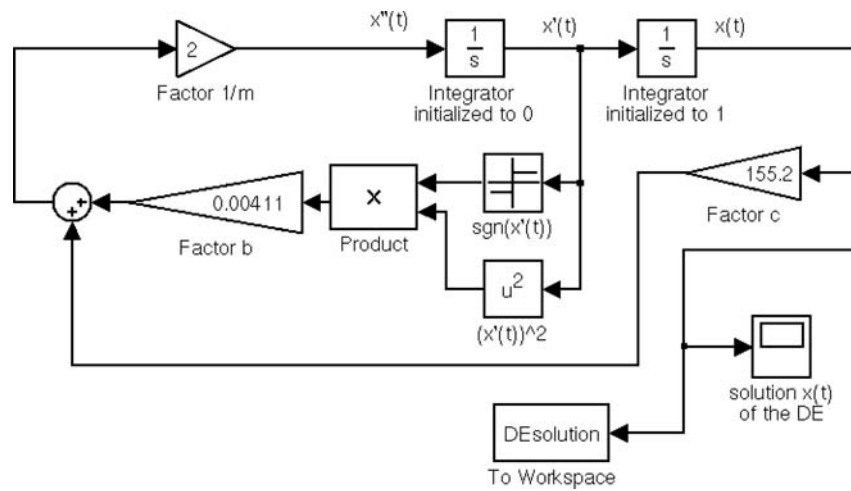 x"(t)
x'(t)
x(t)
2
1
s
1
s
Factor 1/m
Integrator
initialized to 0
Integrator
initialized to 1
155.2
Factor c
0.00411
Factor b
x
Product
sgn(x'(t))
+
+
u2
(x'(t))^2
solution x(t)
of the DE
DEsolution
To Workspace